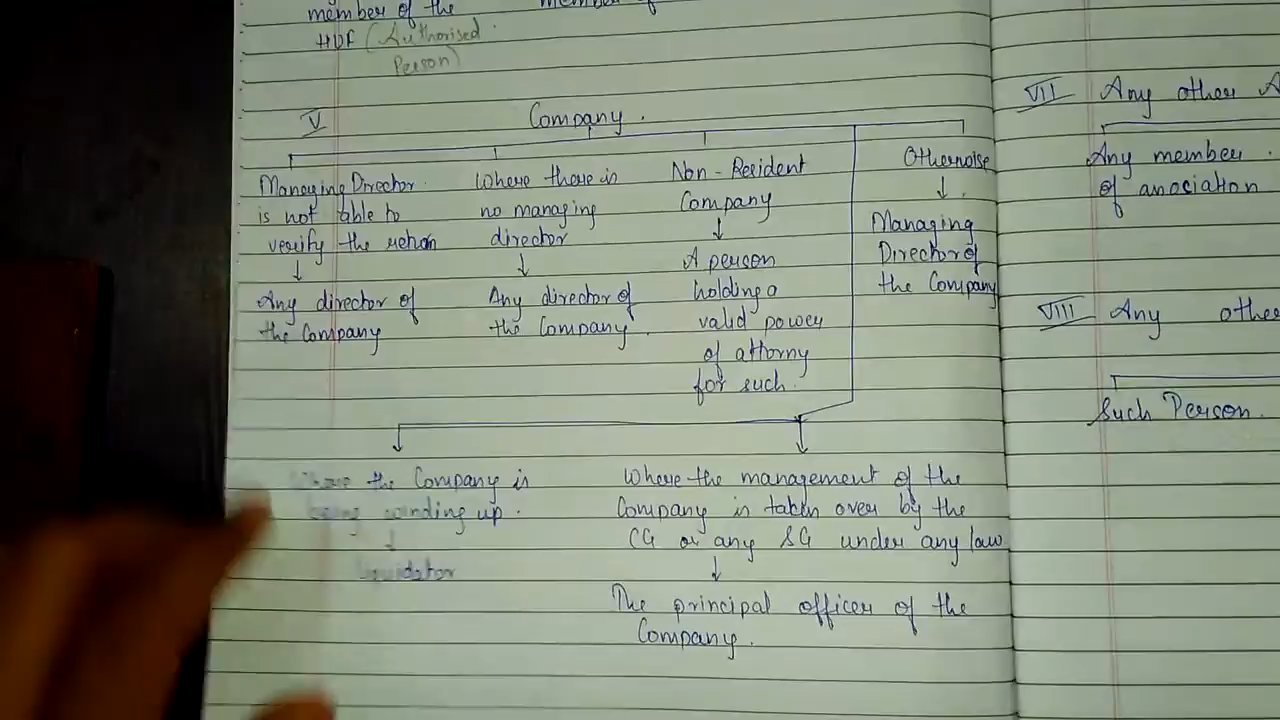 member of the
HUF (Authorised
Person)
V
Company.
Managing Director
is not able to
verify the return
Any director of
the Company
Where there is
no managing
director
Any director of
the Company.
Non-Resident
Company
A person
holding a
valid power
of attorny
for such
Otherwise
Managing
Director of
the Company
the Company is
being winding up.
liquidator
Where the management of the
Company is taken over by the
CG or any SG under any law
The principal officer of the
Company.
VII Any other A
Any member
of association
VIII Any othe
Such Person.